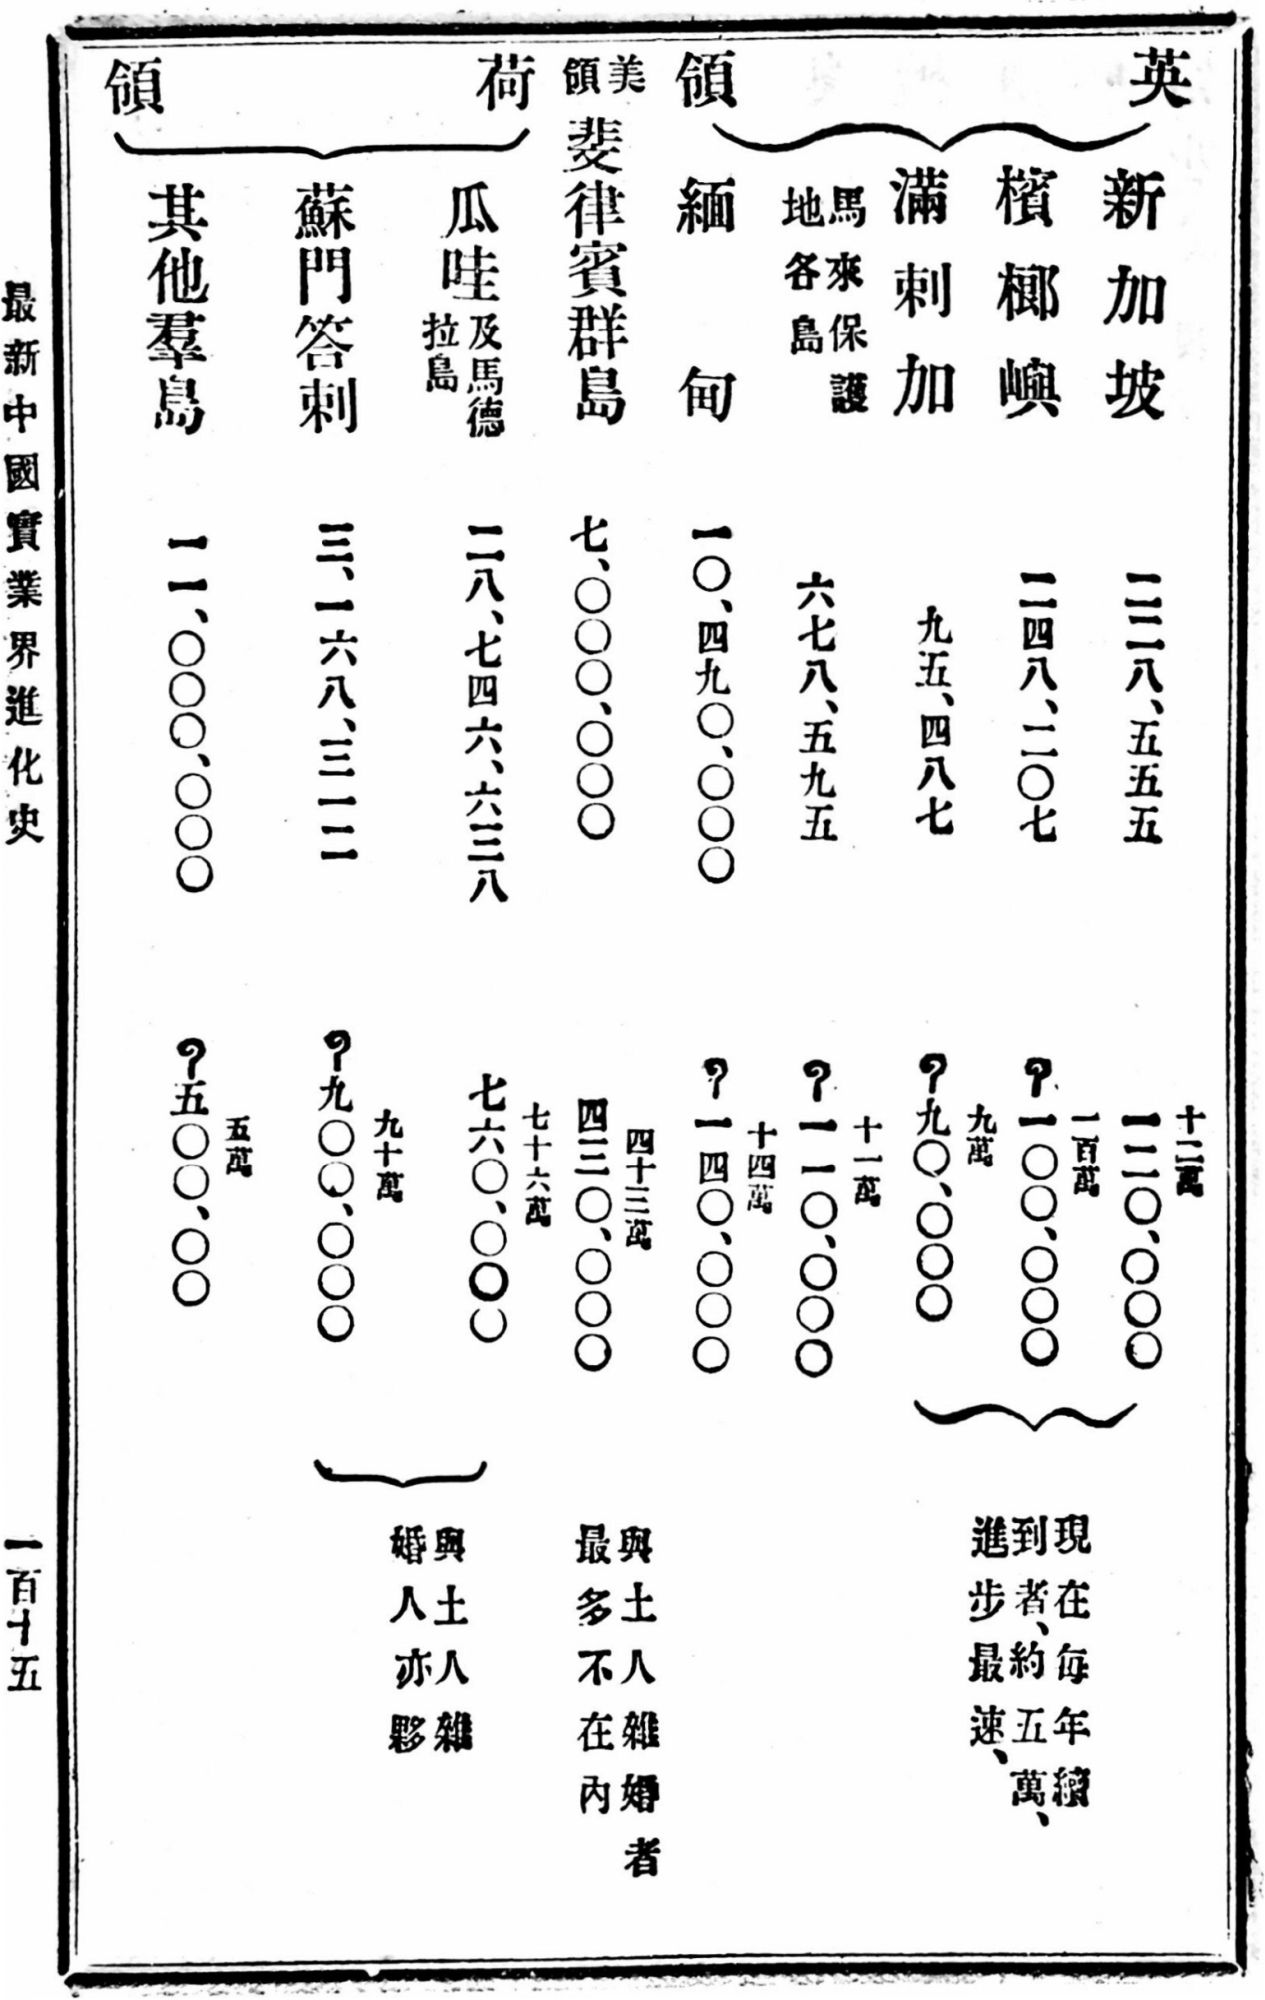 英領
新加坡
二二八、五五五
十二萬
一二〇、〇〇〇
檳榔嶼
二四八、二〇七
一百萬
?一〇〇、〇〇〇
滿剌加
九五、四八七
九萬
?九〇、〇〇〇
現在每年續
到者、約五萬、
進步最速、
馬來保護
地各島
六七八、五九五
十一萬
?一一〇、〇〇〇
緬甸
一〇、四九〇、〇〇〇
十四萬
?一四〇、〇〇〇
美領
斐律賓群島
七、〇〇〇、〇〇〇
四十三萬
四三〇、〇〇〇
與土人雜婚者
最多不在內
荷領
瓜哇
及馬德
拉島
二八、七四六、六三八
七十六萬
七六〇、〇〇〇
蘇門答剌
三、一六八、三一二
九十萬
?九〇〇、〇〇〇
與土人雜
婚人亦夥
其他羣島
一一、〇〇〇、〇〇〇
五萬
?五〇〇、〇〇
最新中國實業界進化史
一百十五